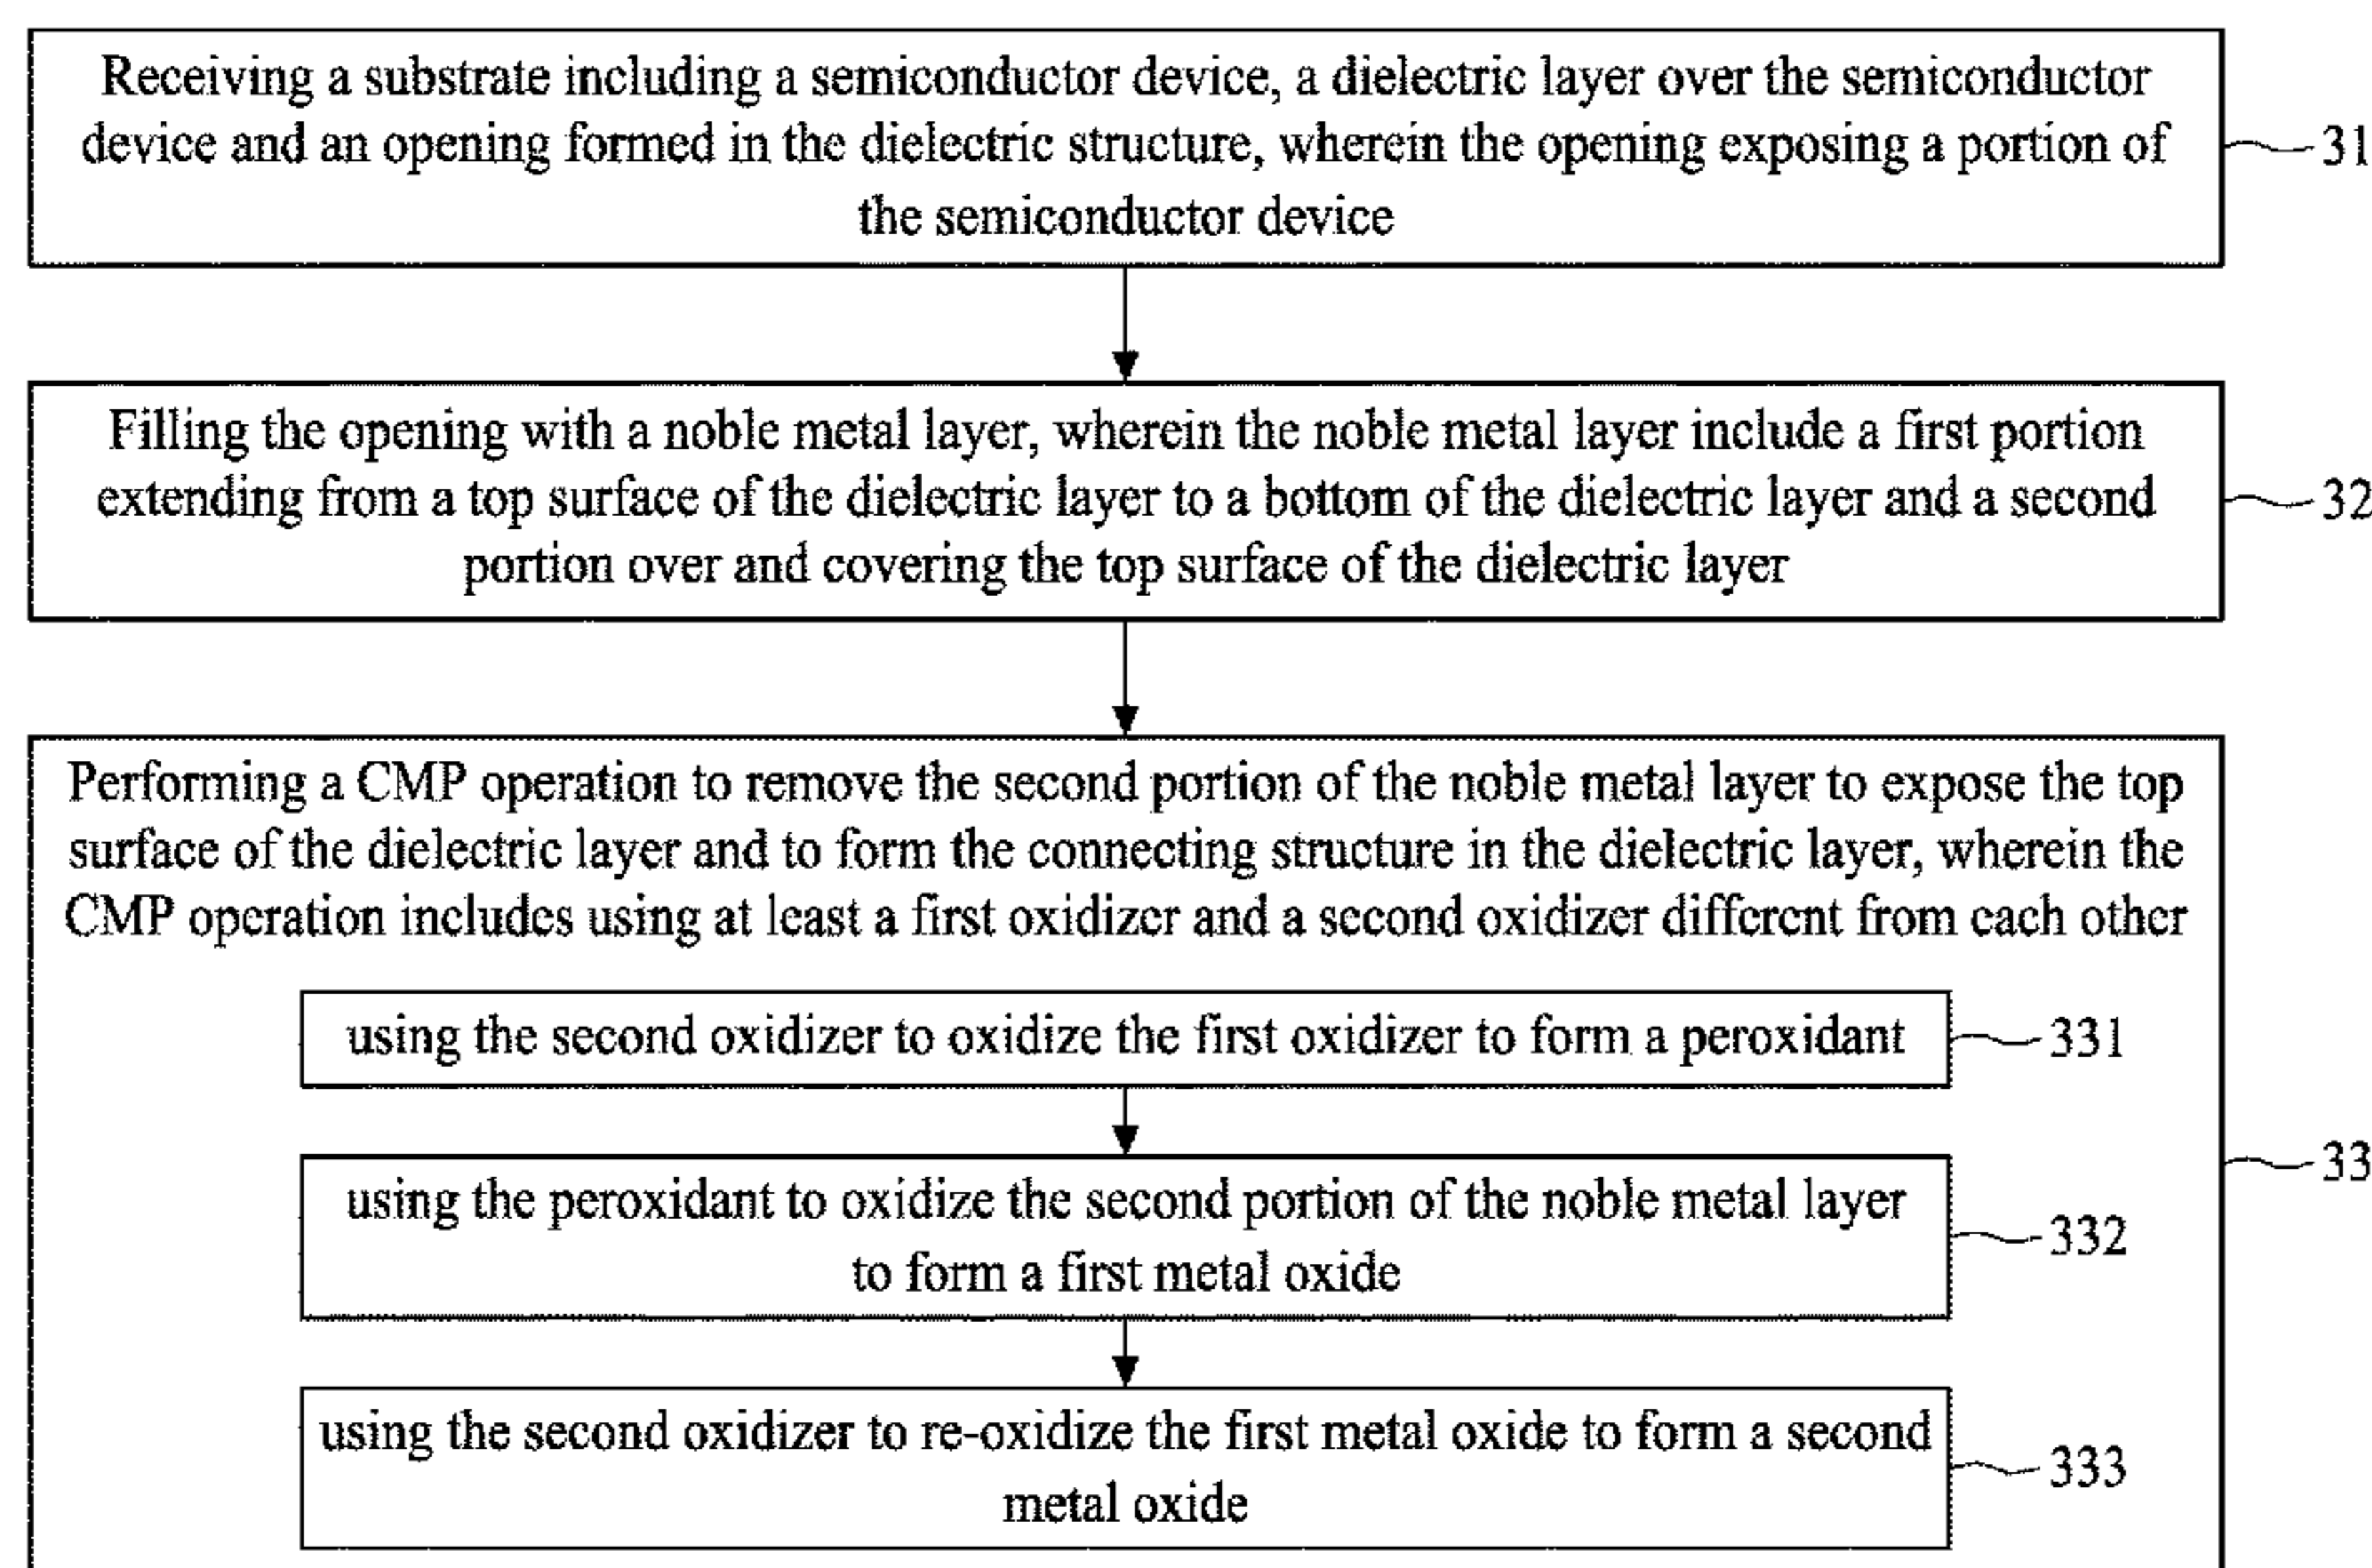 Receiving a substrate including a semiconductor device, a dielectric layer over the semiconductor
device and an opening formed in the dielectric structure, wherein the opening exposing a portion of
the semiconductor device
31
Filling the opening with a noble metal layer, wherein the noble metal layer include a first portion
extending from a top surface of the dielectric layer to a bottom of the dielectric layer and a second
portion over and covering the top surface of the dielectric layer
32
Performing a CMP operation to remove the second portion of the noble metal layer to expose the top
surface of the dielectric layer and to form the connecting structure in the dielectric layer, wherein the
CMP operation includes using at least a first oxidizer and a second oxidizer different from each other
using the second oxidizer to oxidize the first oxidizer to form a peroxidant
331
33
using the peroxidant to oxidize the second portion of the noble metal layer
to form a first metal oxide
332
using the second oxidizer to re-oxidize the first metal oxide to form a second
metal oxide
333